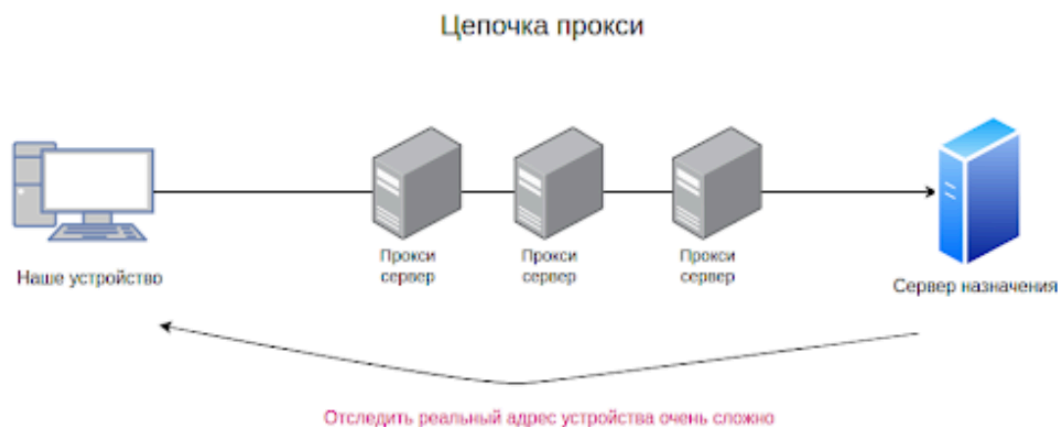 Цепочка прокси
Прокси
сервер
Прокси
сервер
Прокси
сервер
Наше устройство
Сервер назначения
Отследить реальный адрес устройства очень сложно